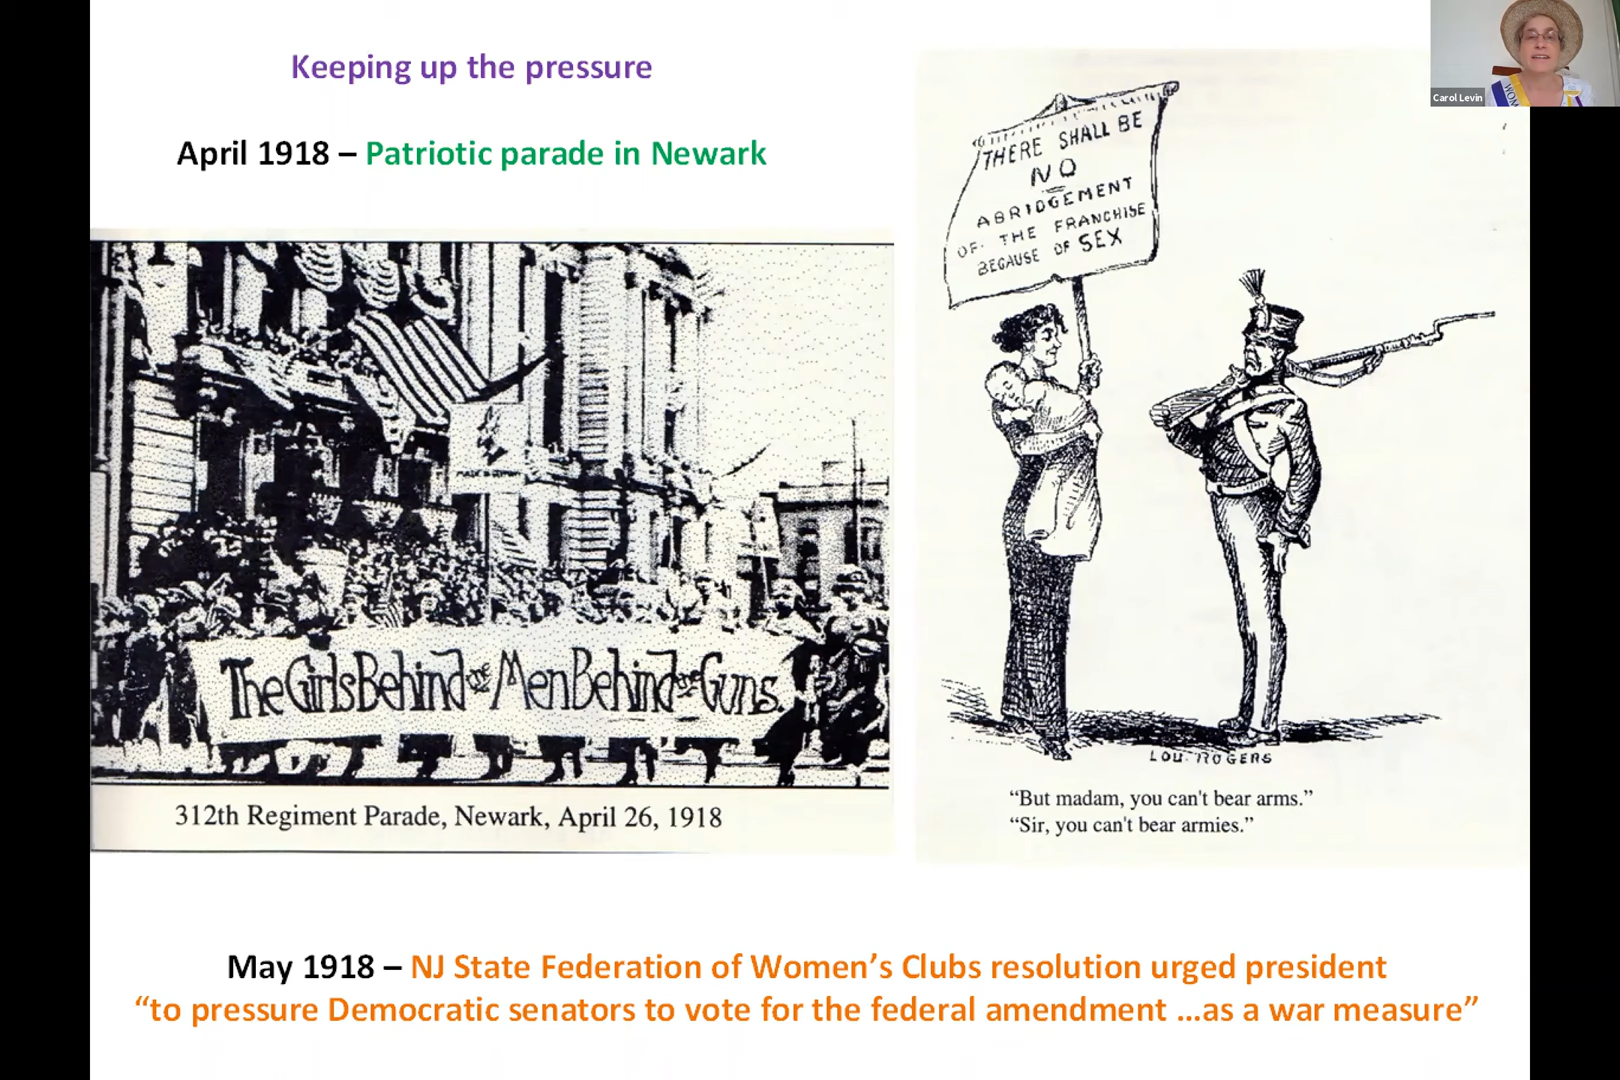 Keeping up the pressure
April 1918 – Patriotic parade in Newark
The Girls Behind the Men Behind the Guns.
312th Regiment Parade, Newark, April 26, 1918
THERE SHALL BE
NO
ABRIDGEMENT
OF THE FRANCHISE
BECAUSE OF SEX
LOU ROGERS
“But madam, you can't bear arms.”
“Sir, you can't bear armies.”
May 1918 – NJ State Federation of Women’s Clubs resolution urged president
“to pressure Democratic senators to vote for the federal amendment …as a war measure”
Carol Levin